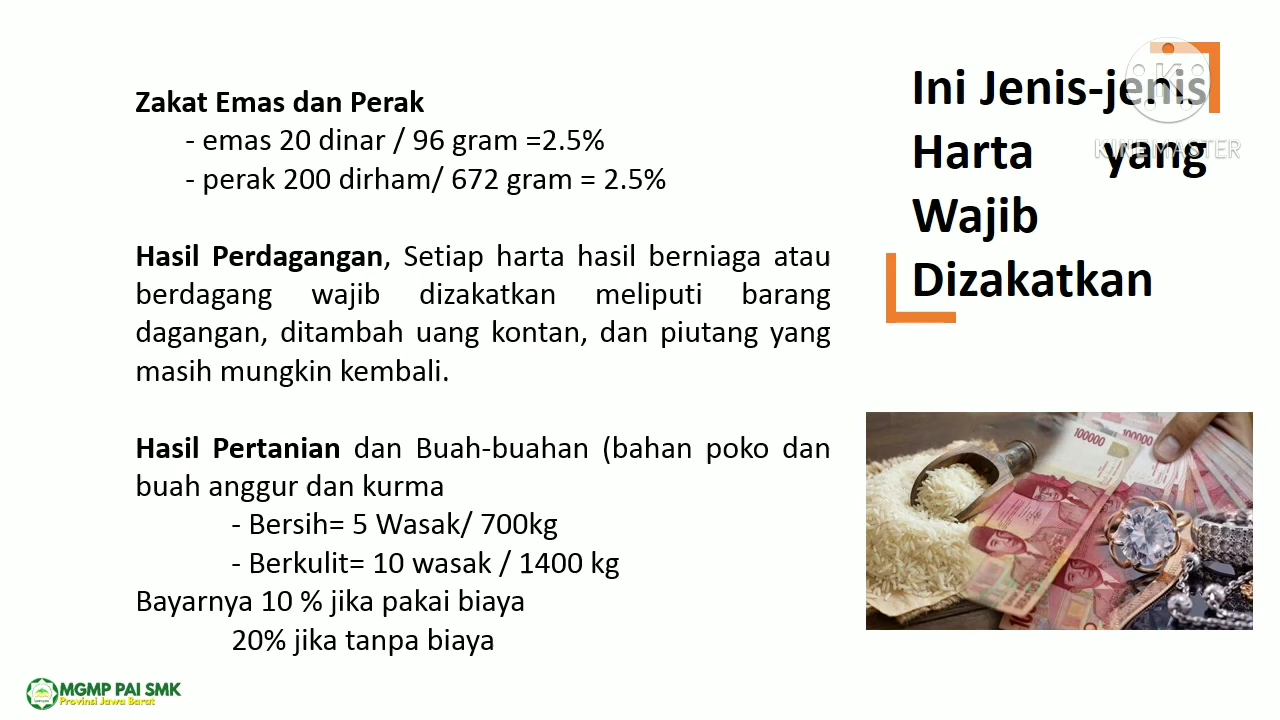 Zakat Emas dan Perak
- emas 20 dinar / 96 gram =2.5%
- perak 200 dirham/ 672 gram = 2.5%
Hasil Perdagangan, Setiap harta hasil berniaga atau
berdagang wajib dizakatkan meliputi barang
dagangan, ditambah uang kontan, dan piutang yang
masih mungkin kembali.
Hasil Pertanian dan Buah-buahan (bahan poko dan
buah anggur dan kurma
- Bersih= 5 Wasak/ 700kg
- Berkulit= 10 wasak / 1400 kg
Bayarnya 10 % jika pakai biaya
20% jika tanpa biaya
Ini Jenis-jenis
Harta yang
Wajib
Dizakatkan
KINEMASTER
100000
100000
MGMP PAI SMK
Provinsi Jawa Barat